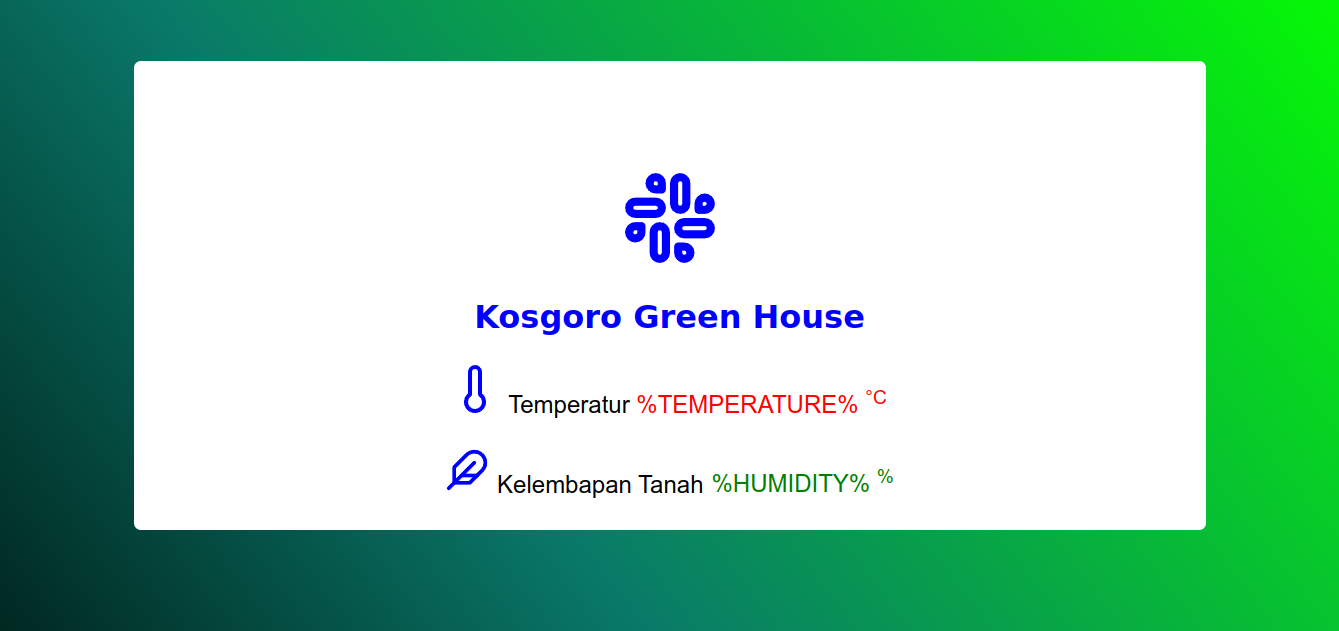 Kosgoro Green House
Temperatur %TEMPERATURE% °C
Kelembapan Tanah %HUMIDITY% %